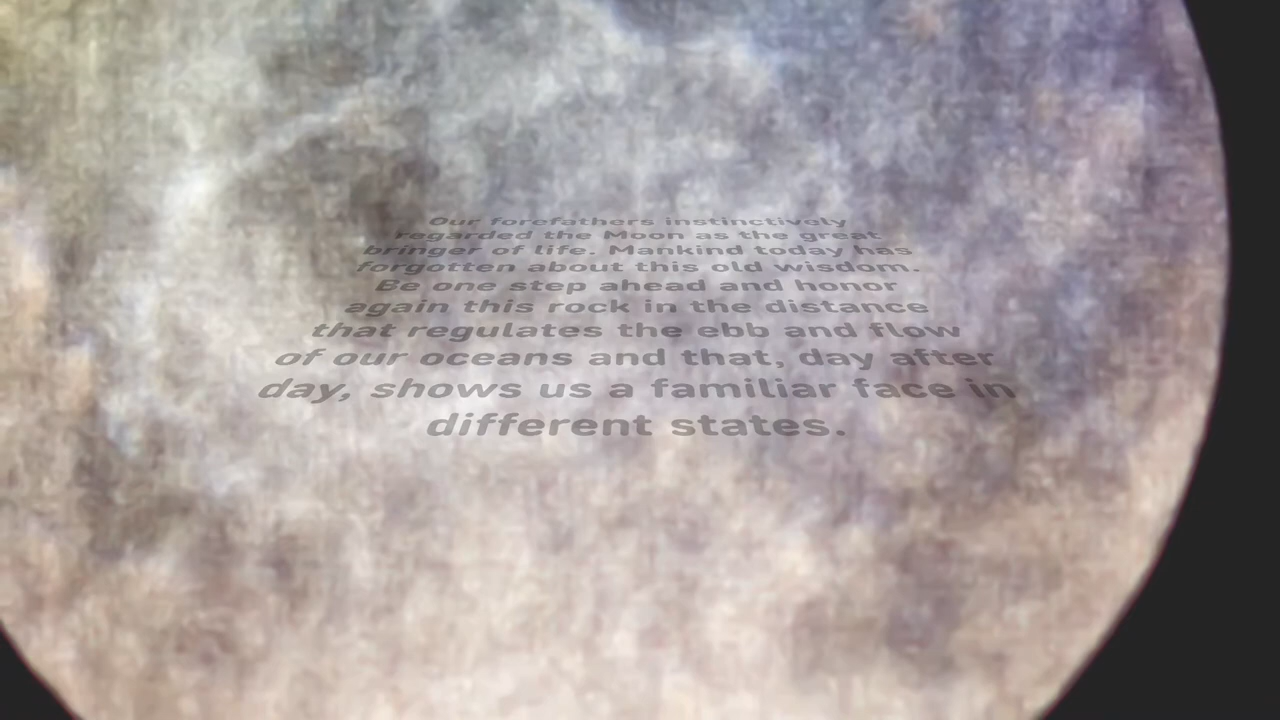 Our forefathers instinctively
regarded the Moon as the great
bringer of life. Mankind today has
forgotten about this old wisdom.
Be one step ahead and honor
again this rock in the distance
that regulates the ebb and flow
of our oceans and that, day after
day, shows us a familiar face in
different states.